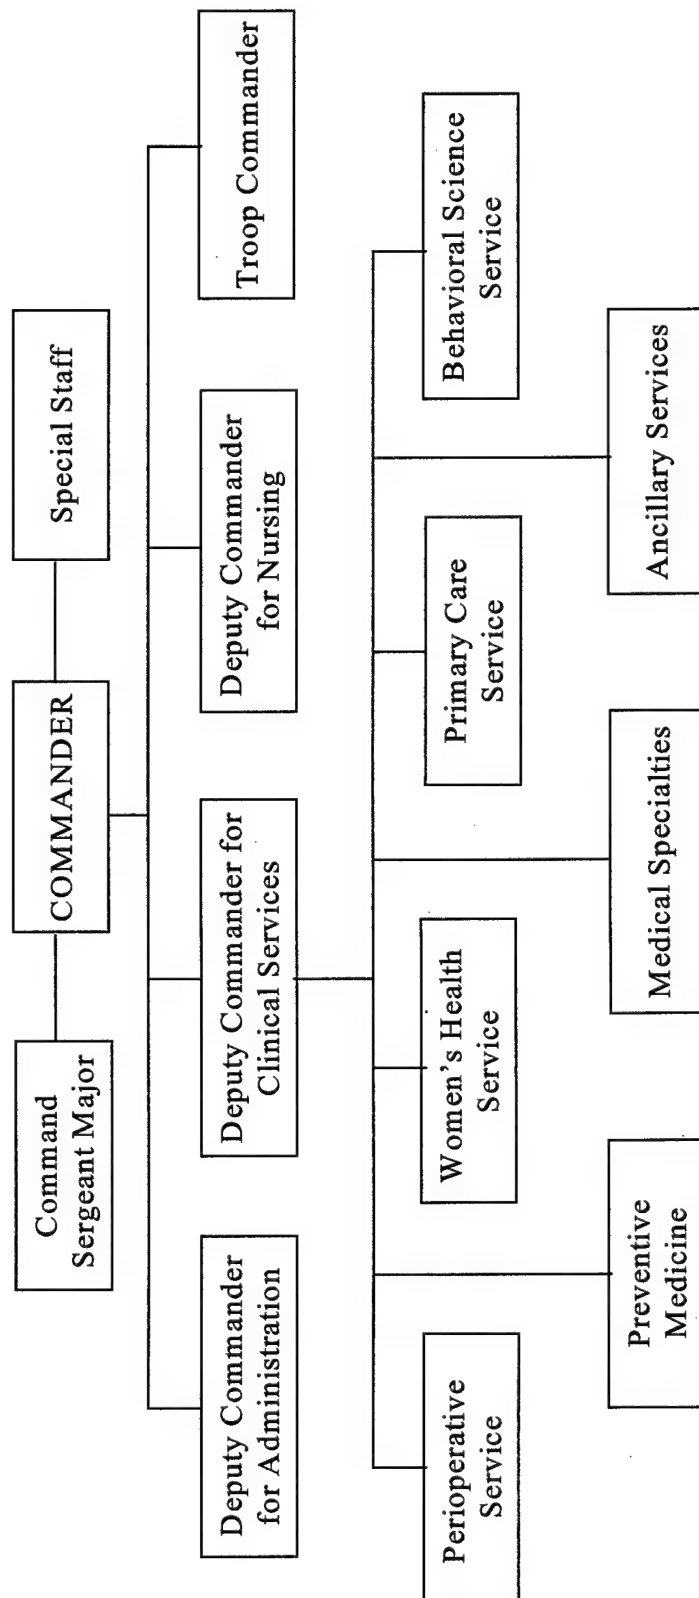 Command
Sergeant Major
COMMANDER
Special Staff
Deputy Commander
for Administration
Deputy Commander for
Clinical Services
Deputy Commander
for Nursing
Troop Commander
Perioperative
Service
Women's Health
Service
Primary Care
Service
Behavioral Science
Service
Preventive
Medicine
Medical Specialties
Ancillary Services